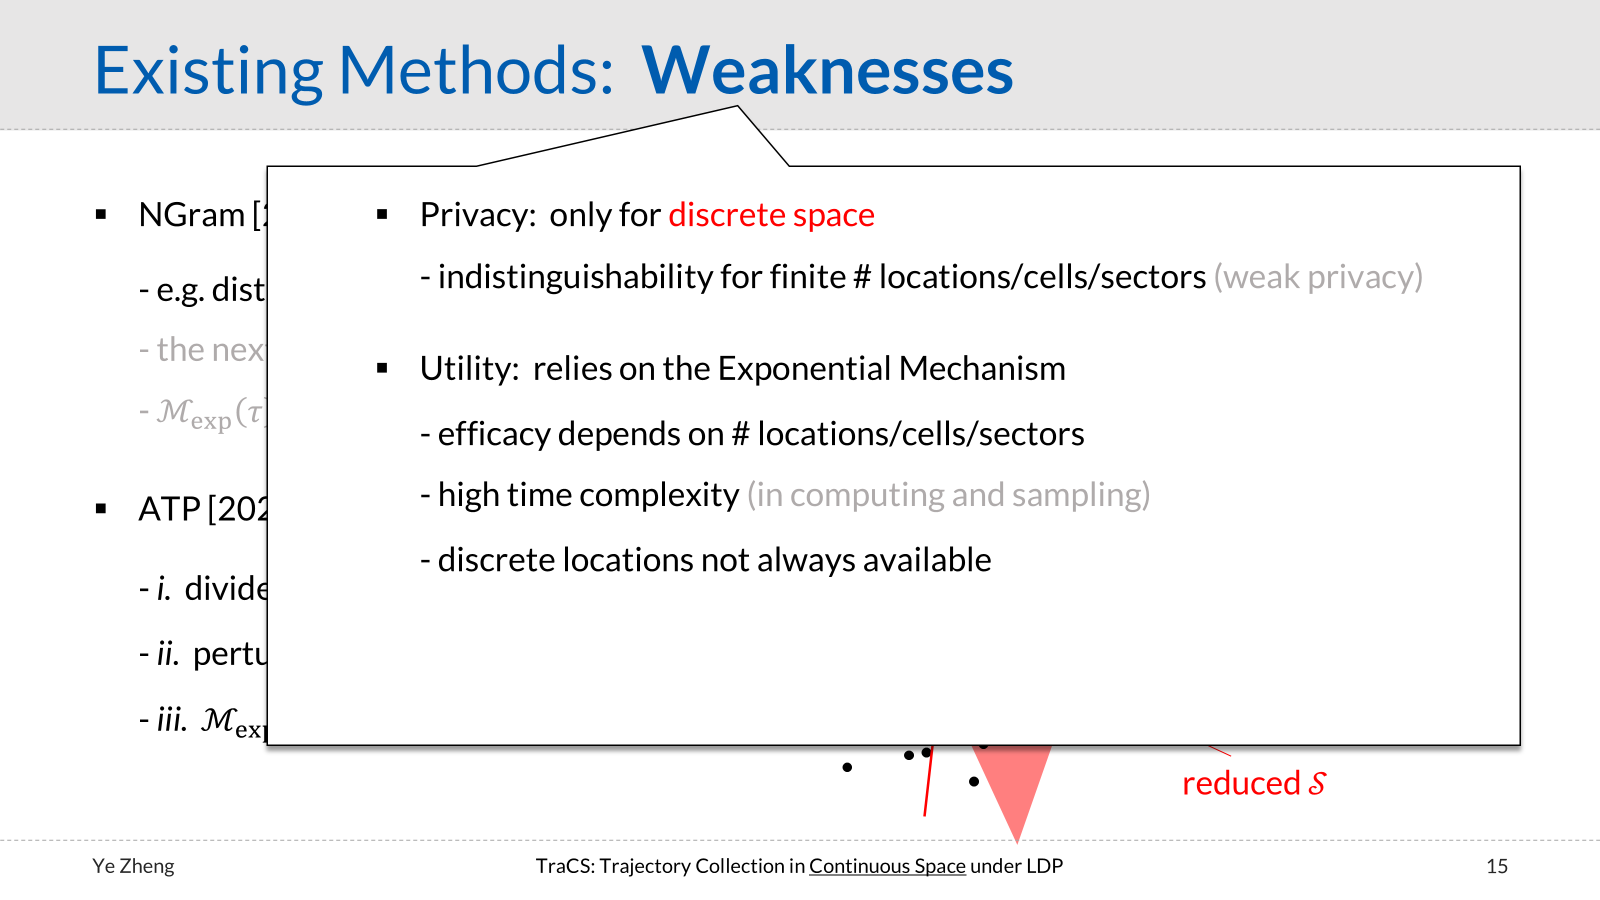 Existing Methods: Weaknesses
▪ NGram [2
- e.g. dist
- the nex
- ℳexp(τ
▪ ATP [202
- i. divide
- ii. pertu
- iii. ℳexp
▪ Privacy: only for discrete space
- indistinguishability for finite # locations/cells/sectors (weak privacy)
▪ Utility: relies on the Exponential Mechanism
- efficacy depends on # locations/cells/sectors
- high time complexity (in computing and sampling)
- discrete locations not always available
reduced 𝒮
Ye Zheng
TraCS: Trajectory Collection in Continuous Space under LDP
15